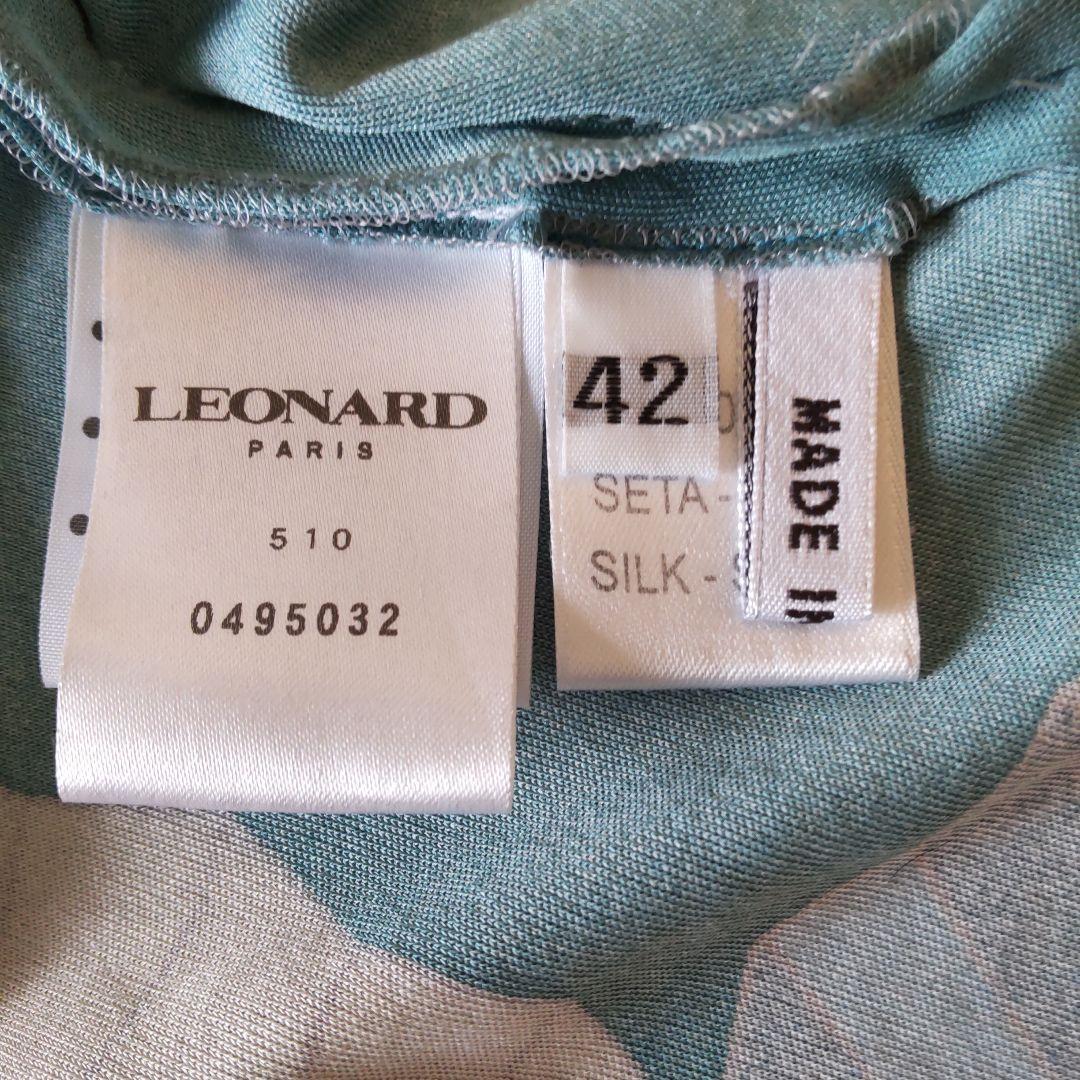 LEONARD
PARIS
510
0495032
42
SETA -
SILK -
MADE